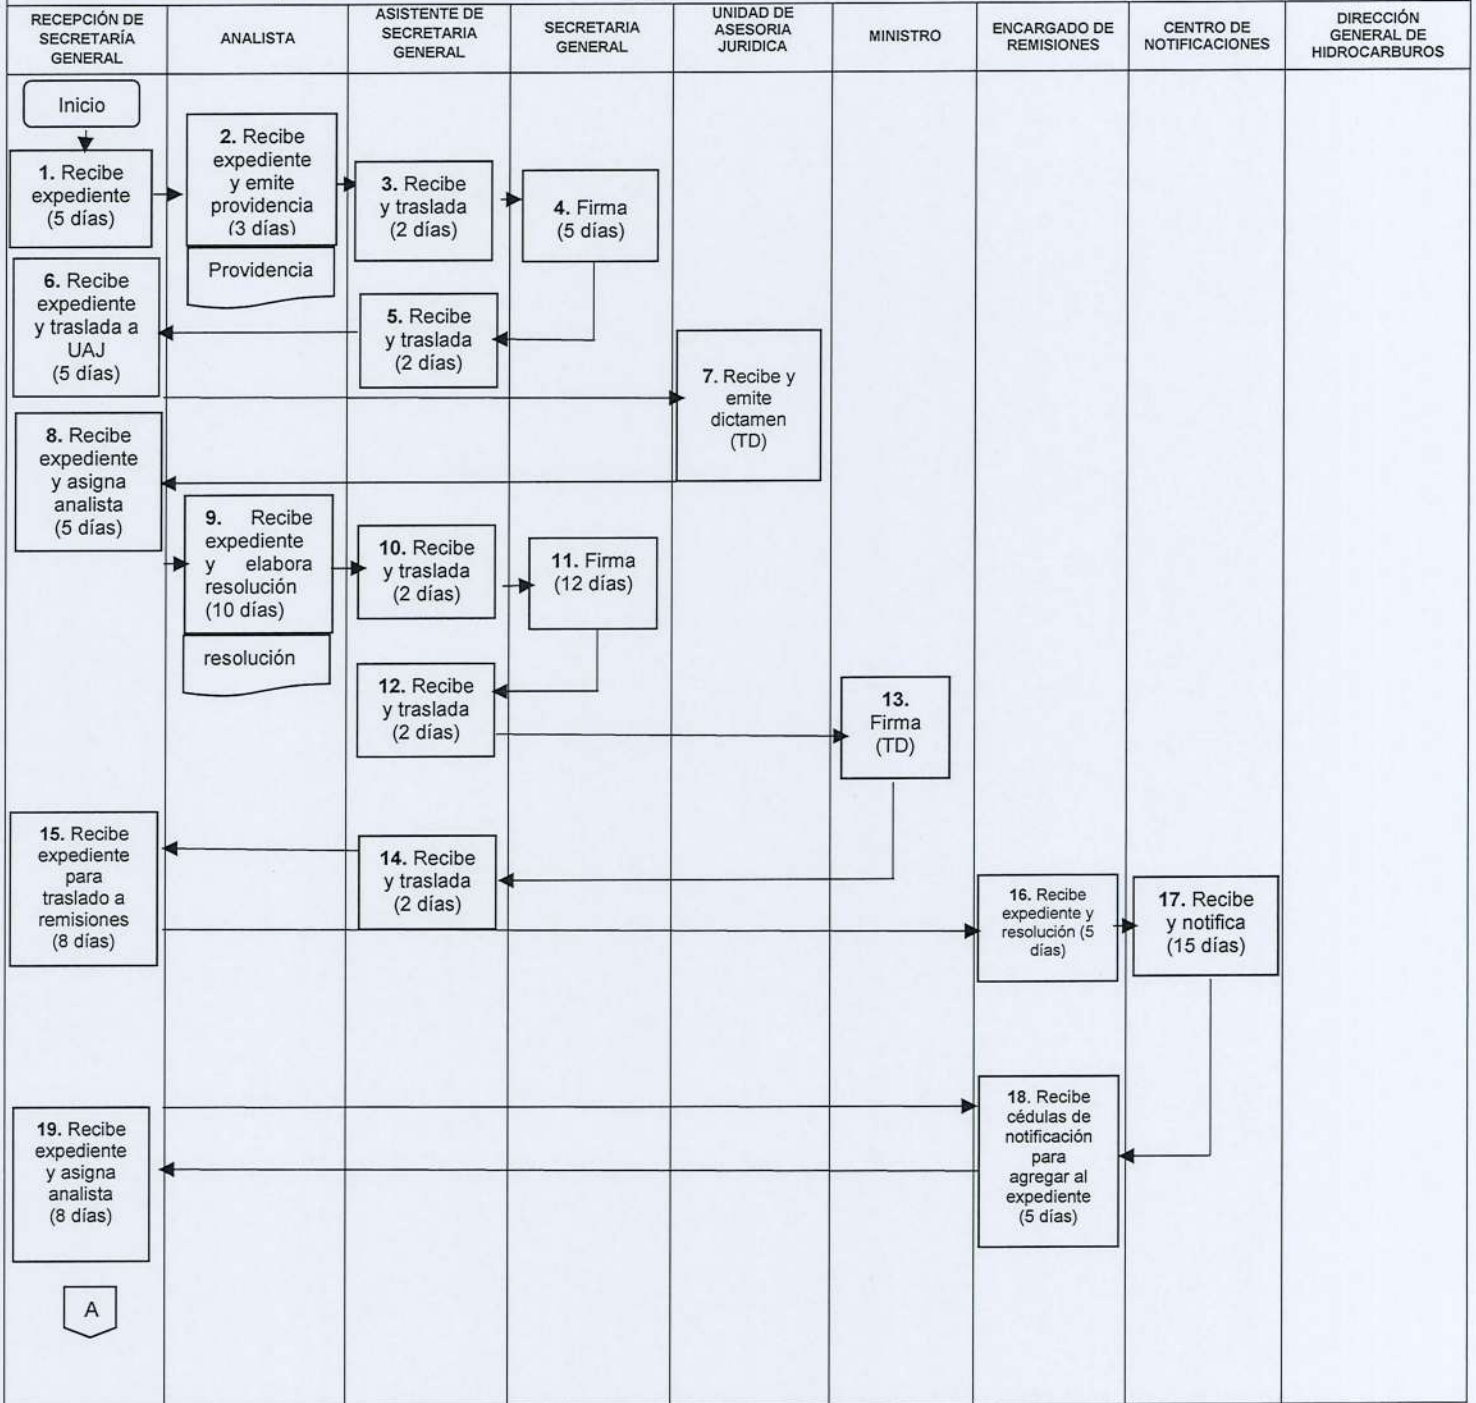 RECEPCIÓN DE
SECRETARÍA
GENERAL
ANALISTA
ASISTENTE DE
SECRETARIA
GENERAL
SECRETARIA
GENERAL
UNIDAD DE
ASESORIA
JURIDICA
MINISTRO
ENCARGADO DE
REMISIONES
CENTRO DE
NOTIFICACIONES
DIRECCIÓN
GENERAL DE
HIDROCARBUROS
Inicio
1. Recibe
expediente
(5 días)
2. Recibe
expediente
y emite
providencia
(3 días)
Providencia
3. Recibe
y traslada
(2 días)
4. Firma
(5 días)
5. Recibe
y traslada
(2 días)
6. Recibe
expediente
y traslada a
UAJ
(5 días)
7. Recibe y
emite
dictamen
(TD)
8. Recibe
expediente
y asigna
analista
(5 días)
9. Recibe
expediente
y elabora
resolución
(10 días)
resolución
10. Recibe
y traslada
(2 días)
11. Firma
(12 días)
12. Recibe
y traslada
(2 días)
13.
Firma
(TD)
14. Recibe
y traslada
(2 días)
15. Recibe
expediente
para
traslado a
remisiones
(8 días)
16. Recibe
expediente y
resolución (5
días)
17. Recibe
y notifica
(15 días)
18. Recibe
cédulas de
notificación
para
agregar al
expediente
(5 días)
19. Recibe
expediente
y asigna
analista
(8 días)
A